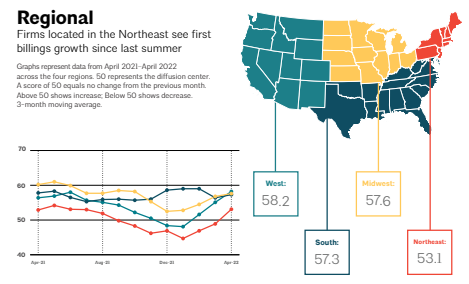 Regional
Firms located in the Northeast see first
billings growth since last summer
Graphs represent data from April 2021–April 2022
across the four regions. 50 represents the diffusion center.
A score of 50 equals no change from the previous month.
Above 50 shows increase; Below 50 shows decrease.
3-month moving average.
70
60
50
40
Apr-21
Aug-21
Dec-21
Apr-22
West:
58.2
Midwest:
57.6
South:
57.3
Northeast:
53.1